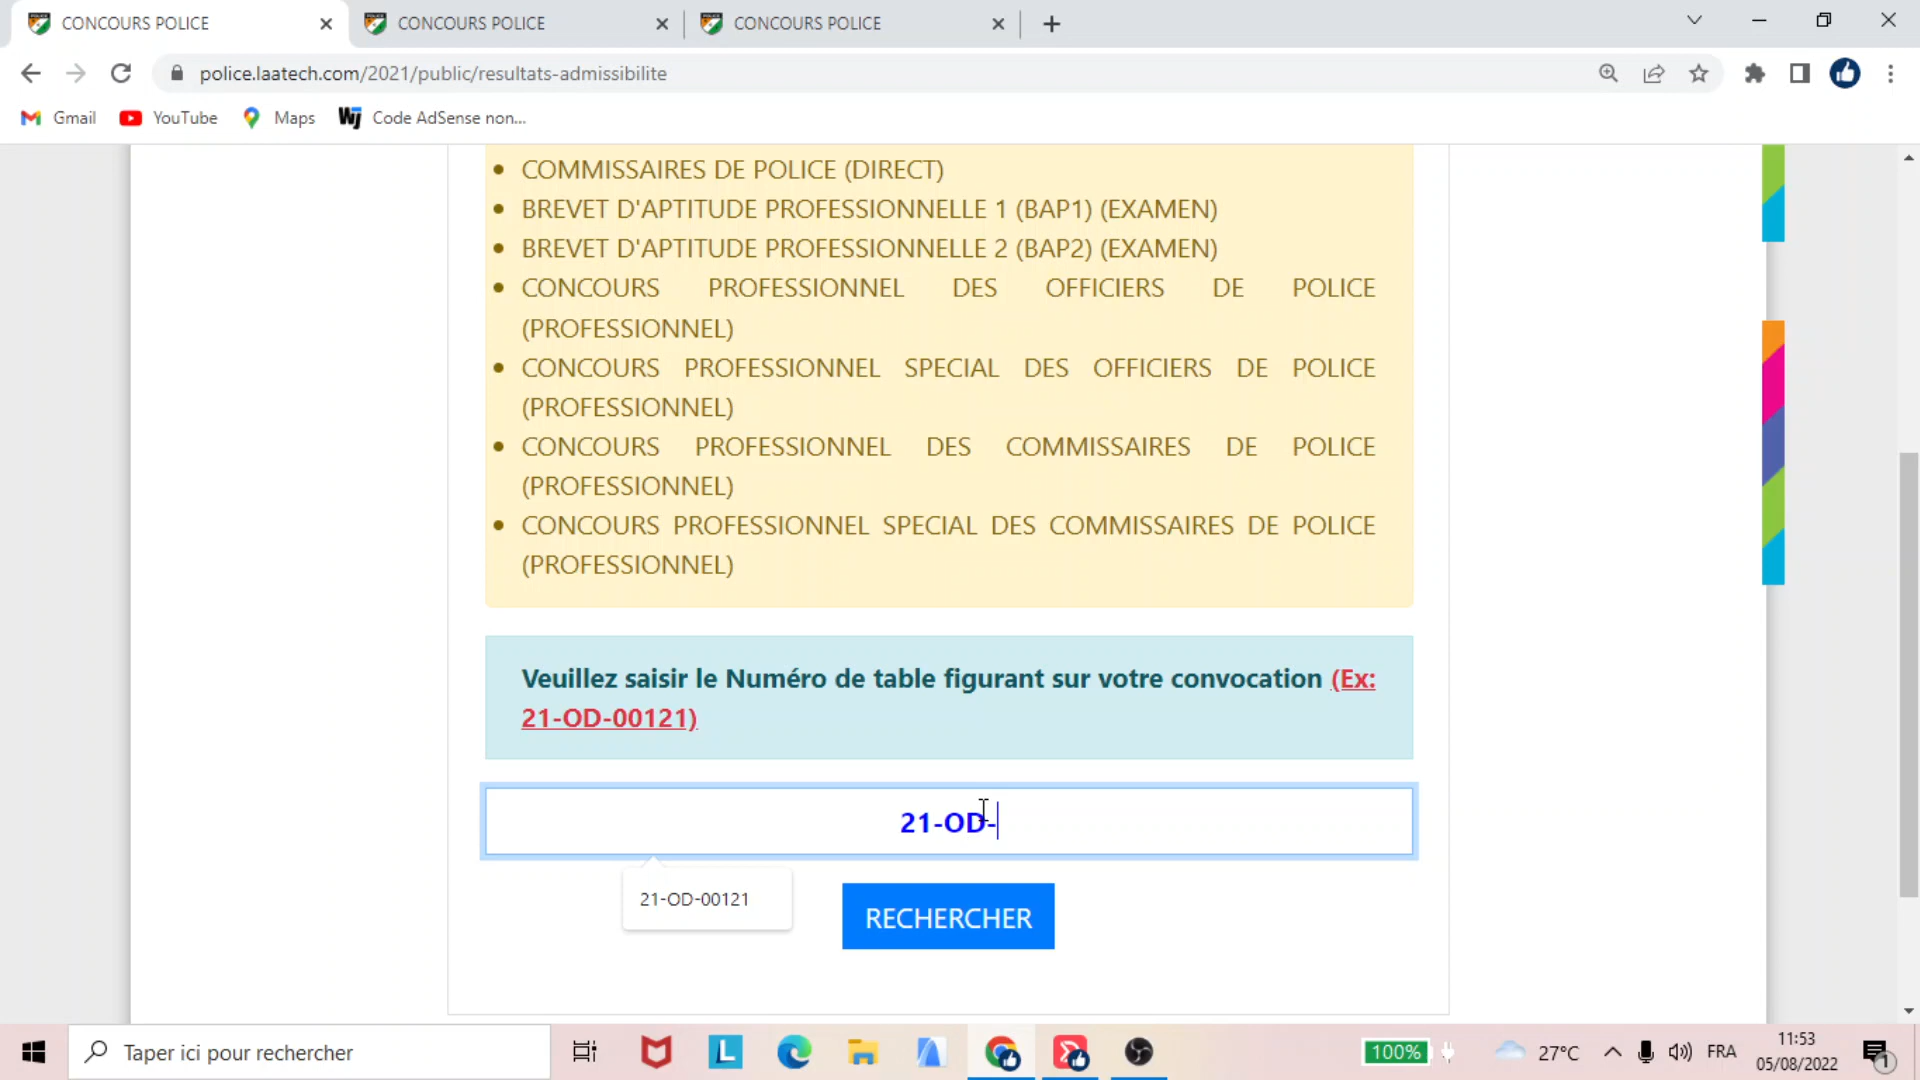 CONCOURS POLICE
CONCOURS POLICE
CONCOURS POLICE
police.laatech.com/2021/public/resultats-admissibilite
Gmail
YouTube
Maps
Code AdSense non...
COMMISSAIRES DE POLICE (DIRECT)
BREVET D'APTITUDE PROFESSIONNELLE 1 (BAP1) (EXAMEN)
BREVET D'APTITUDE PROFESSIONNELLE 2 (BAP2) (EXAMEN)
CONCOURS PROFESSIONNEL DES OFFICIERS DE POLICE
(PROFESSIONNEL)
CONCOURS PROFESSIONNEL SPECIAL DES OFFICIERS DE POLICE
(PROFESSIONNEL)
CONCOURS PROFESSIONNEL DES COMMISSAIRES DE POLICE
(PROFESSIONNEL)
CONCOURS PROFESSIONNEL SPECIAL DES COMMISSAIRES DE POLICE
(PROFESSIONNEL)
Veuillez saisir le Numéro de table figurant sur votre convocation (Ex:
21-OD-00121)
21-OD-
21-OD-00121
RECHERCHER
Taper ici pour rechercher
L
100%
27°C
FRA
11:53
05/08/2022
1